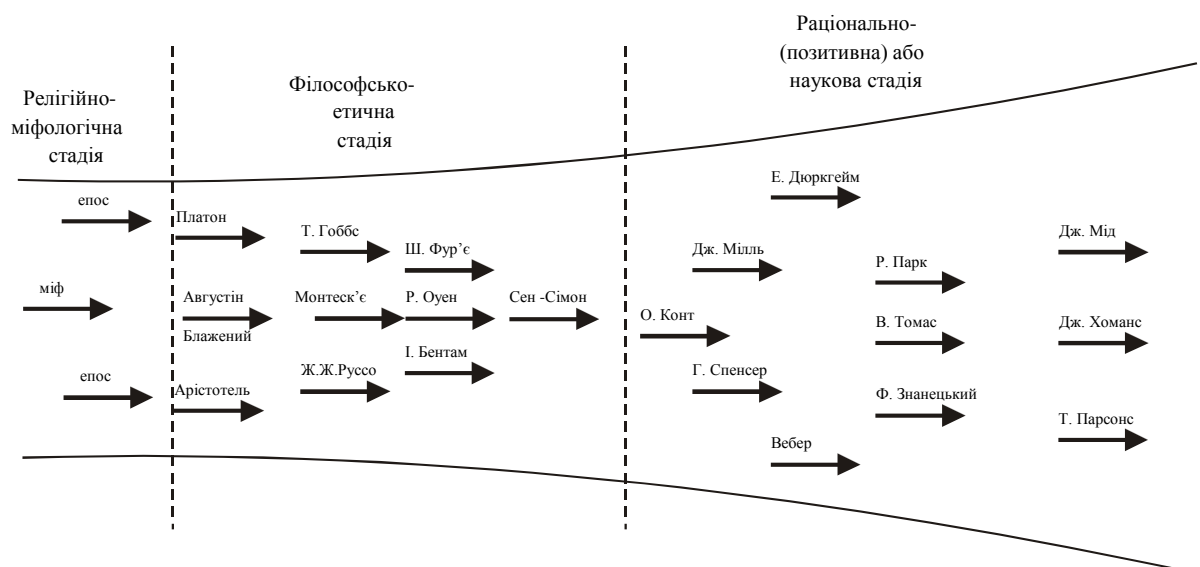 Релігійно-
міфологічна
стадія
Філософсько-
етична
стадія
Раціонально-
(позитивна) або
наукова стадія
епос
міф
епос
Платон
Августін
Блажений
Арістотель
Т. Гоббс
Монтеск’є
Ж.Ж.Руссо
Ш. Фур’є
Р. Оуен
І. Бентам
Сен -Сімон
О. Конт
Дж. Мілль
Г. Спенсер
Е. Дюркгейм
Вебер
Р. Парк
В. Томас
Ф. Знанецький
Дж. Мід
Дж. Хоманс
Т. Парсонс